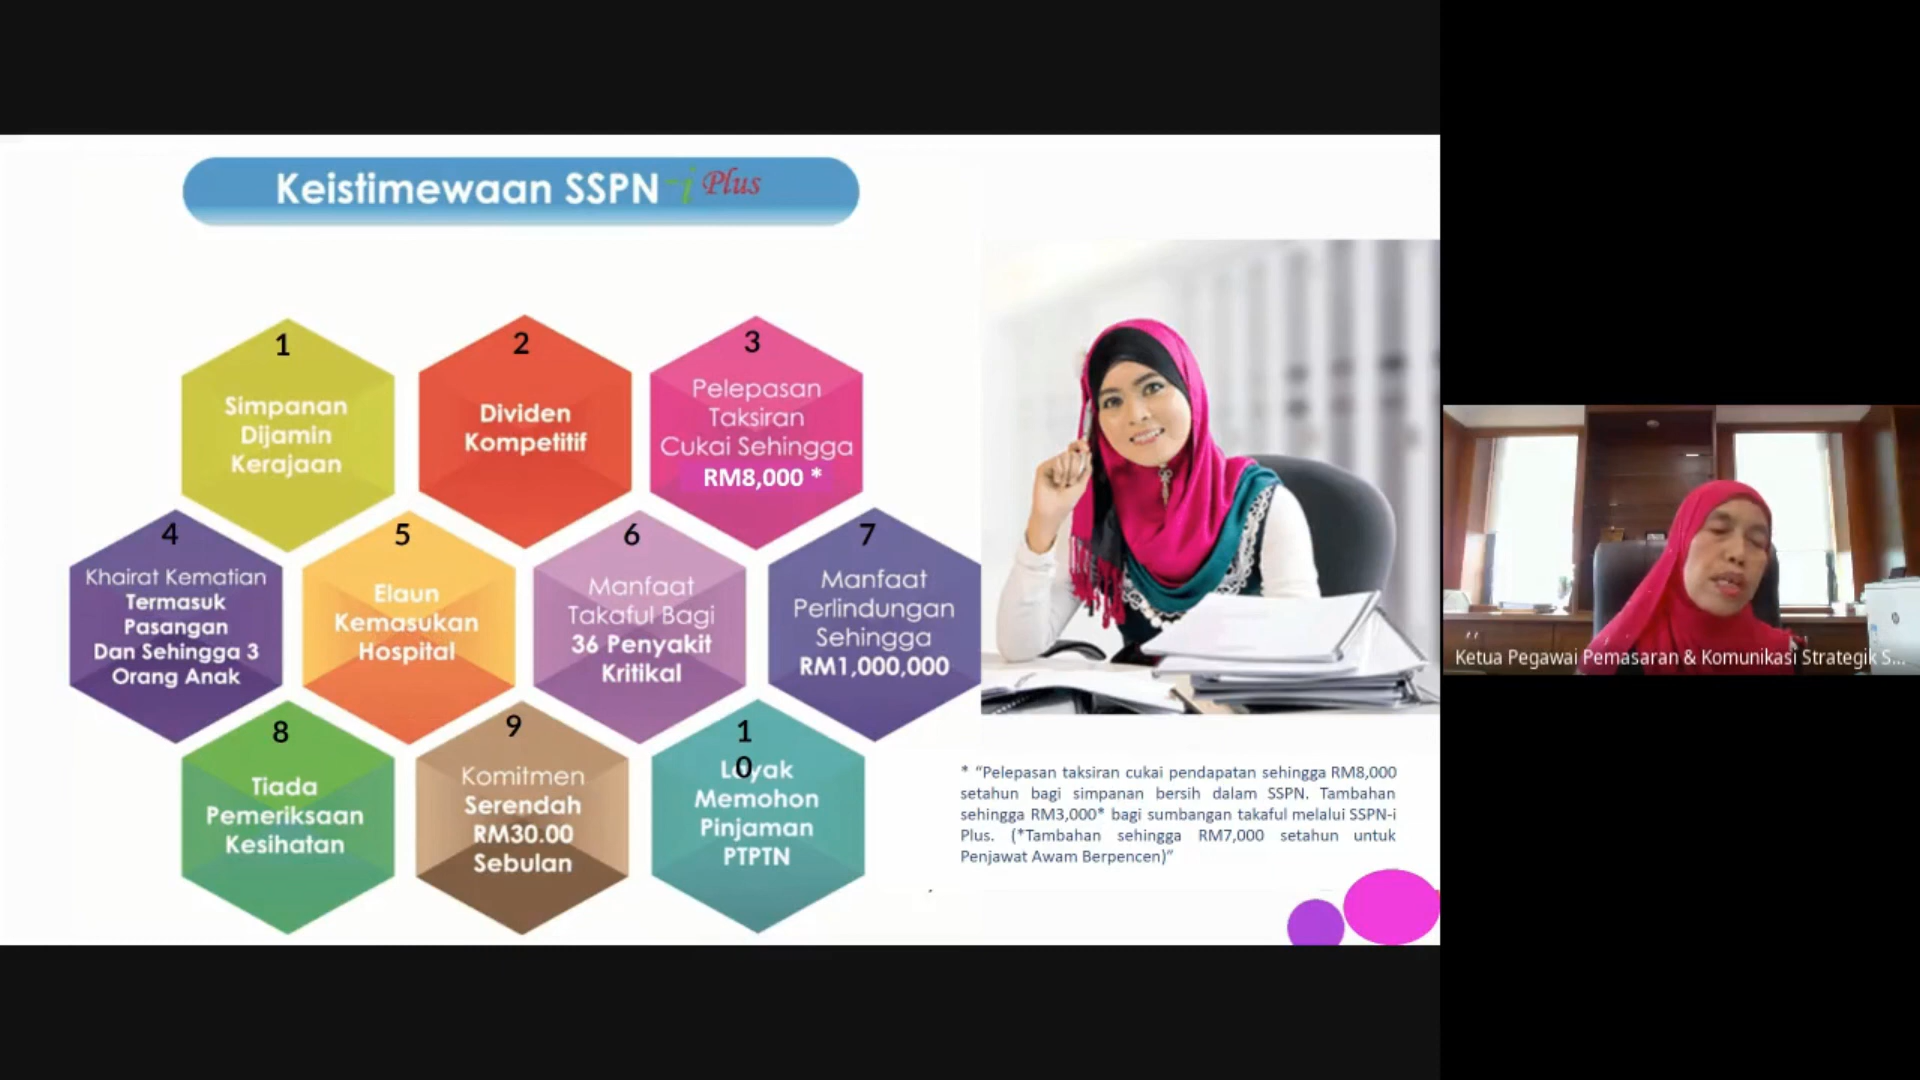 Keistimewaan SSPN-i Plus
1
Simpanan
Dijamin
Kerajaan
2
Dividen
Kompetitif
3
Pelepasan
Taksiran
Cukai Sehingga
RM8,000 *
4
Khairat Kematian
Termasuk
Pasangan
Dan Sehingga 3
Orang Anak
5
Elaun
Kemasukan
Hospital
6
Manfaat
Takaful Bagi
36 Penyakit
Kritikal
7
Manfaat
Perlindungan
Sehingga
RM1,000,000
8
Tiada
Pemeriksaan
Kesihatan
9
Komitmen
Serendah
RM30.00
Sebulan
10
Layak
Memohon
Pinjaman
PTPTN
* “Pelepasan taksiran cukai pendapatan sehingga RM8,000
setahun bagi simpanan bersih dalam SSPN. Tambahan
sehingga RM3,000* bagi sumbangan takaful melalui SSPN-i
Plus. (*Tambahan sehingga RM7,000 setahun untuk
Penjawat Awam Berpencen)”
Ketua Pegawai Pemasaran & Komunikasi Strategik S...